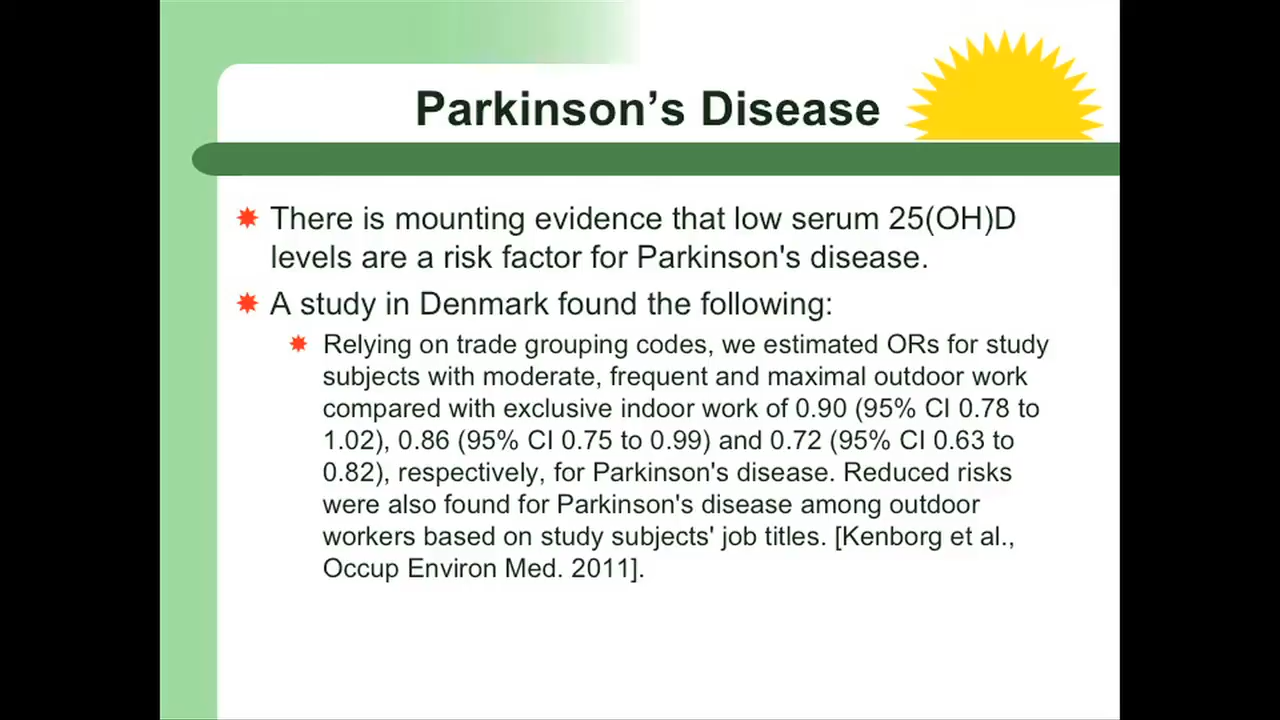 Parkinson’s Disease
There is mounting evidence that low serum 25(OH)D
levels are a risk factor for Parkinson's disease.
A study in Denmark found the following:
Relying on trade grouping codes, we estimated ORs for study
subjects with moderate, frequent and maximal outdoor work
compared with exclusive indoor work of 0.90 (95% CI 0.78 to
1.02), 0.86 (95% CI 0.75 to 0.99) and 0.72 (95% CI 0.63 to
0.82), respectively, for Parkinson's disease. Reduced risks
were also found for Parkinson's disease among outdoor
workers based on study subjects' job titles. [Kenborg et al.,
Occup Environ Med. 2011].